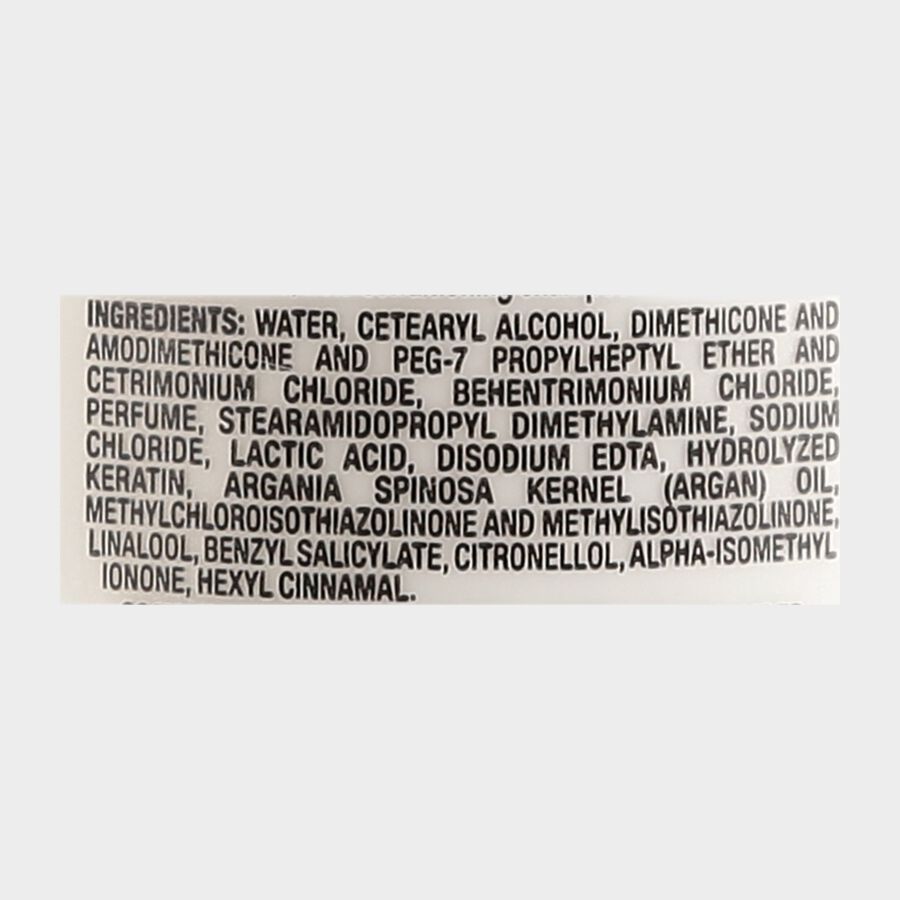 INGREDIENTS: WATER, CETEARYL ALCOHOL, DIMETHICONE AND
AMODIMETHICONE AND PEG-7 PROPYLHEPTYL ETHER AND
CETRIMONIUM CHLORIDE, BEHENTRIMONIUM CHLORIDE,
PERFUME, STEARAMIDOPROPYL DIMETHYLAMINE, SODIUM
CHLORIDE, LACTIC ACID, DISODIUM EDTA, HYDROLYZED
KERATIN, ARGANIA SPINOSA KERNEL (ARGAN) OIL,
METHYLCHLOROISOTHIAZOLINONE AND METHYLISOTHIAZOLINONE,
LINALOOL, BENZYL SALICYLATE, CITRONELLOL, ALPHA-ISOMETHYL
IONONE, HEXYL CINNAMAL.